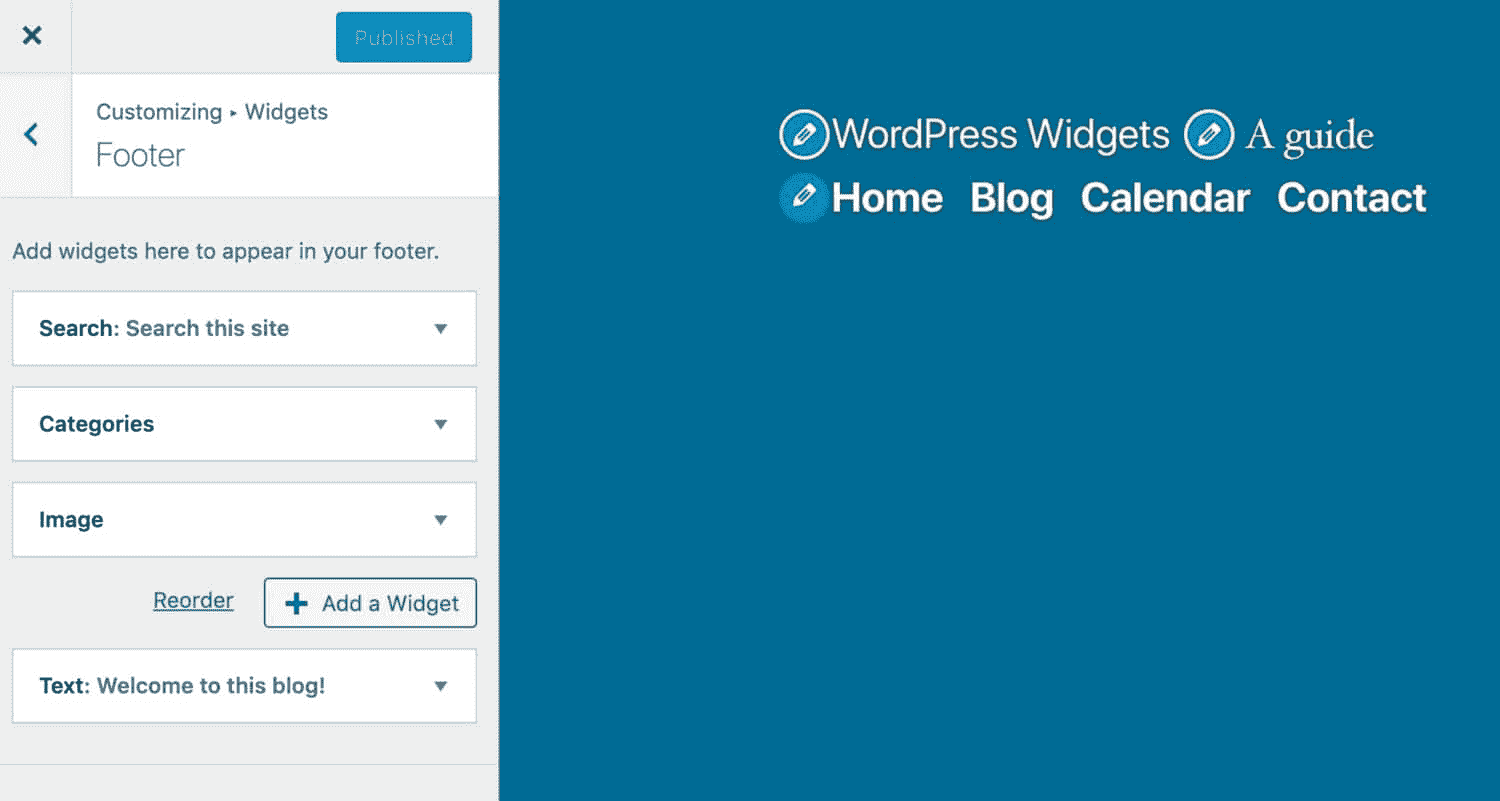 Published
Customizing ▸ Widgets
Footer
Add widgets here to appear in your footer.
Search: Search this site
Categories
Image
Reorder
Add a Widget
Text: Welcome to this blog!
WordPress Widgets A guide
Home Blog Calendar Contact